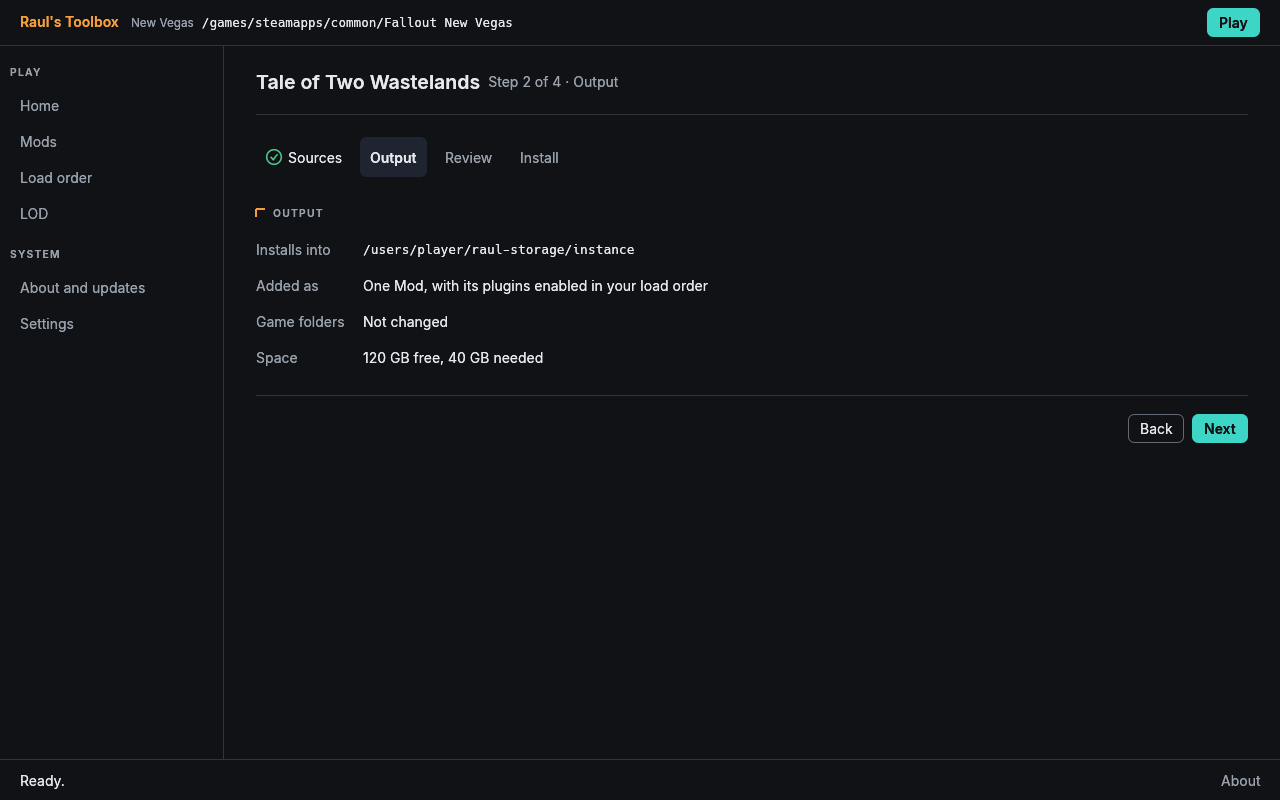 Raul's Toolbox New Vegas /games/steamapps/common/Fallout New Vegas Play
PLAY
Home
Mods
Load order
LOD
SYSTEM
About and updates
Settings
Tale of Two Wastelands Step 2 of 4 · Output
Sources Output Review Install
OUTPUT
Installs into /users/player/raul-storage/instance
Added as One Mod, with its plugins enabled in your load order
Game folders Not changed
Space 120 GB free, 40 GB needed
Back Next
Ready. About